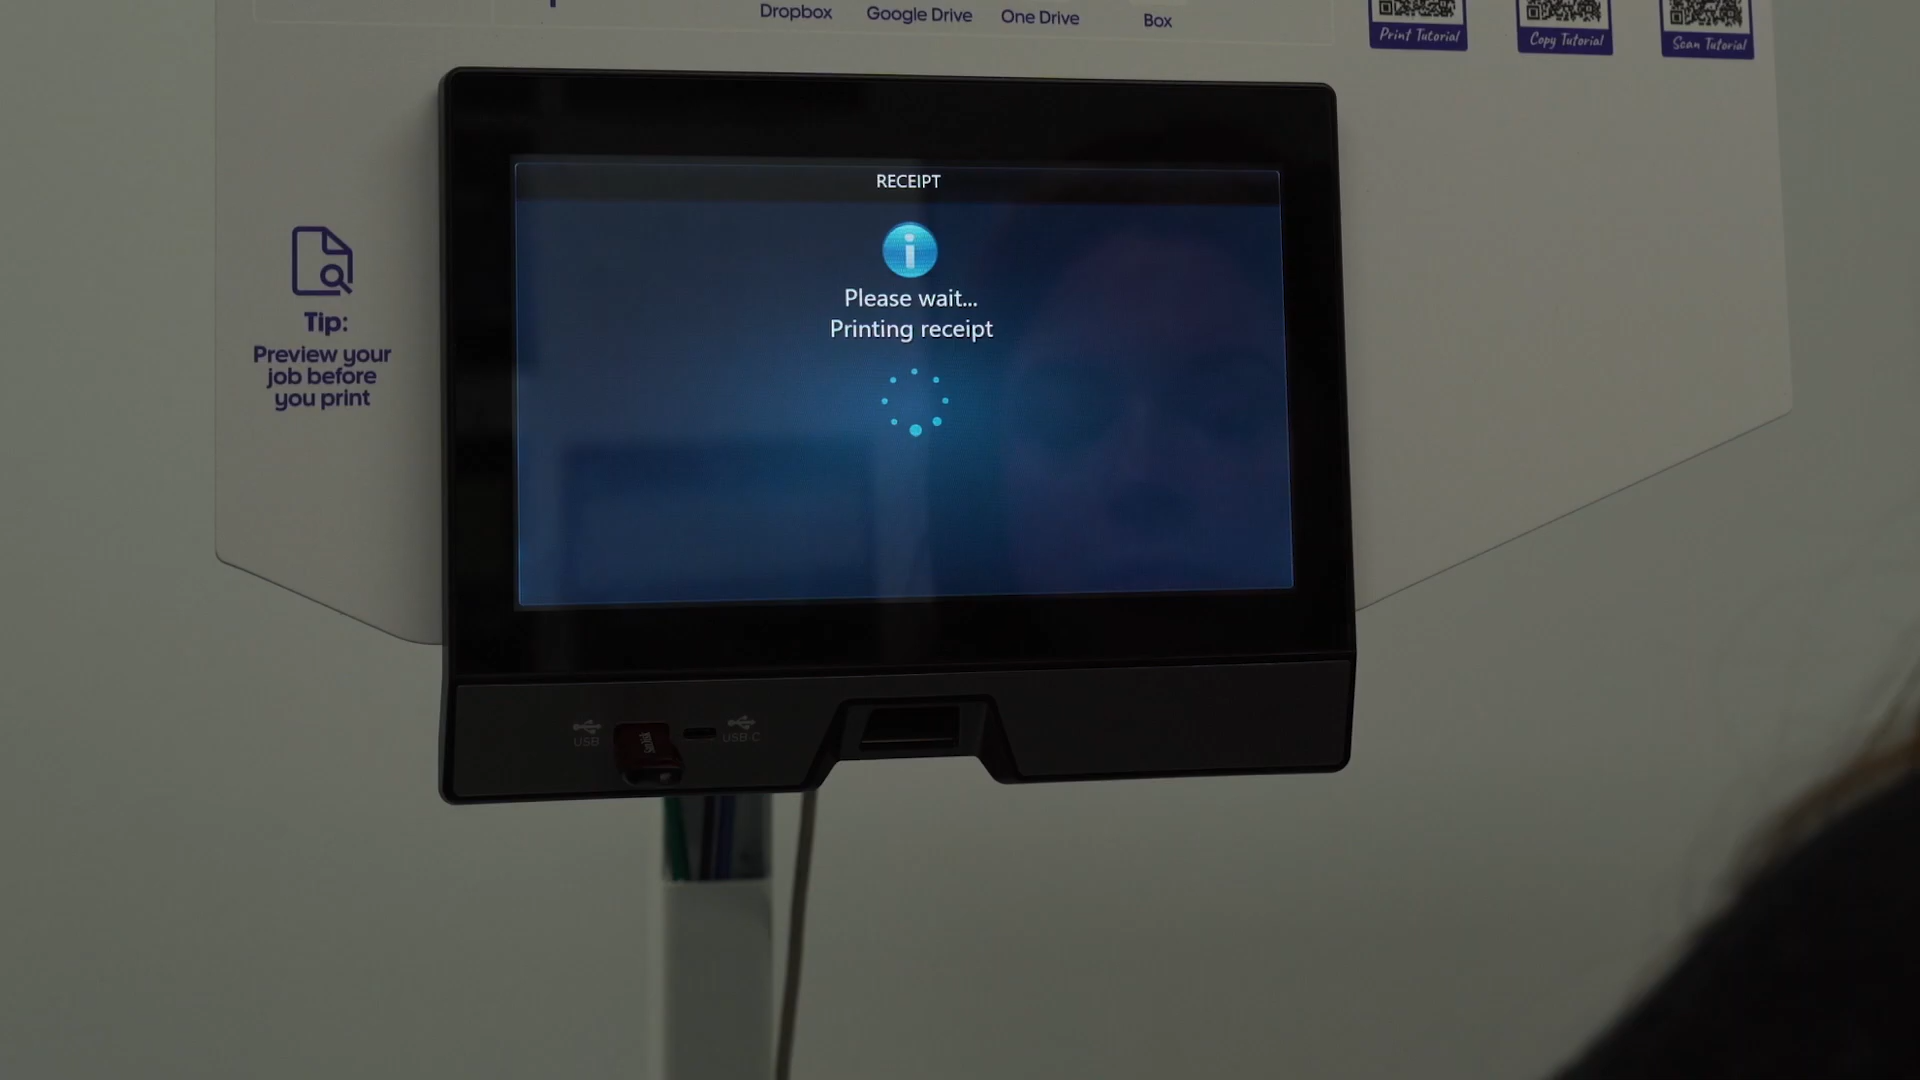 Dropbox
Google Drive
One Drive
Box
Print Tutorial
Copy Tutorial
Scan Tutorial
RECEIPT
Please wait...
Printing receipt
Tip:
Preview your
job before
you print
USB
SanDisk
USB-C